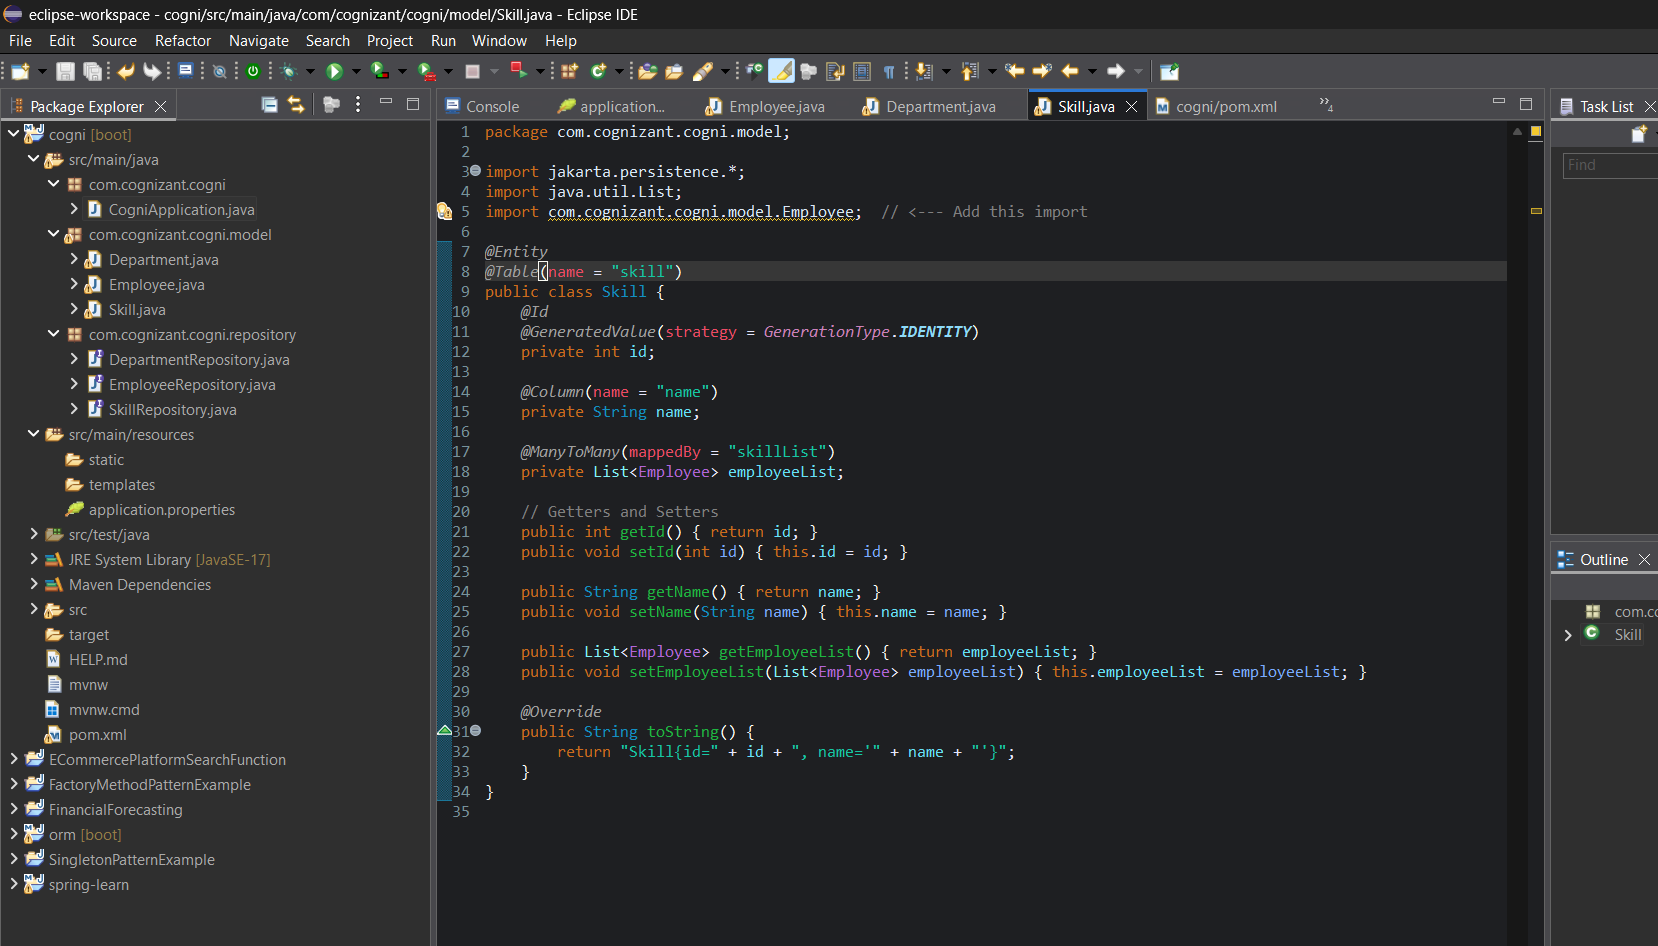 eclipse-workspace - cogni/src/main/java/com/cognizant/cogni/model/Skill.java - Eclipse IDE
File Edit Source Refactor Navigate Search Project Run Window Help
Package Explorer
cogni [boot]
src/main/java
com.cognizant.cogni
CogniApplication.java
com.cognizant.cogni.model
Department.java
Employee.java
Skill.java
com.cognizant.cogni.repository
DepartmentRepository.java
EmployeeRepository.java
SkillRepository.java
src/main/resources
static
templates
application.properties
src/test/java
JRE System Library [JavaSE-17]
Maven Dependencies
src
target
HELP.md
mvnw
mvnw.cmd
pom.xml
ECommercePlatformSearchFunction
FactoryMethodPatternExample
FinancialForecasting
orm [boot]
SingletonPatternExample
spring-learn
Console application... Employee.java Department.java Skill.java cogni/pom.xml »4
1 package com.cognizant.cogni.model;
2
3 import jakarta.persistence.*;
4 import java.util.List;
5 import com.cognizant.cogni.model.Employee;  // <--- Add this import
6
7 @Entity
8 @Table(name = "skill")
9 public class Skill {
10     @Id
11     @GeneratedValue(strategy = GenerationType.IDENTITY)
12     private int id;
13
14     @Column(name = "name")
15     private String name;
16
17     @ManyToMany(mappedBy = "skillList")
18     private List<Employee> employeeList;
19
20     // Getters and Setters
21     public int getId() { return id; }
22     public void setId(int id) { this.id = id; }
23
24     public String getName() { return name; }
25     public void setName(String name) { this.name = name; }
26
27     public List<Employee> getEmployeeList() { return employeeList; }
28     public void setEmployeeList(List<Employee> employeeList) { this.employeeList = employeeList; }
29
30     @Override
31     public String toString() {
32         return "Skill{id=" + id + ", name='" + name + "'}";
33     }
34 }
35
Task List
Find
Outline
com.co
Skill